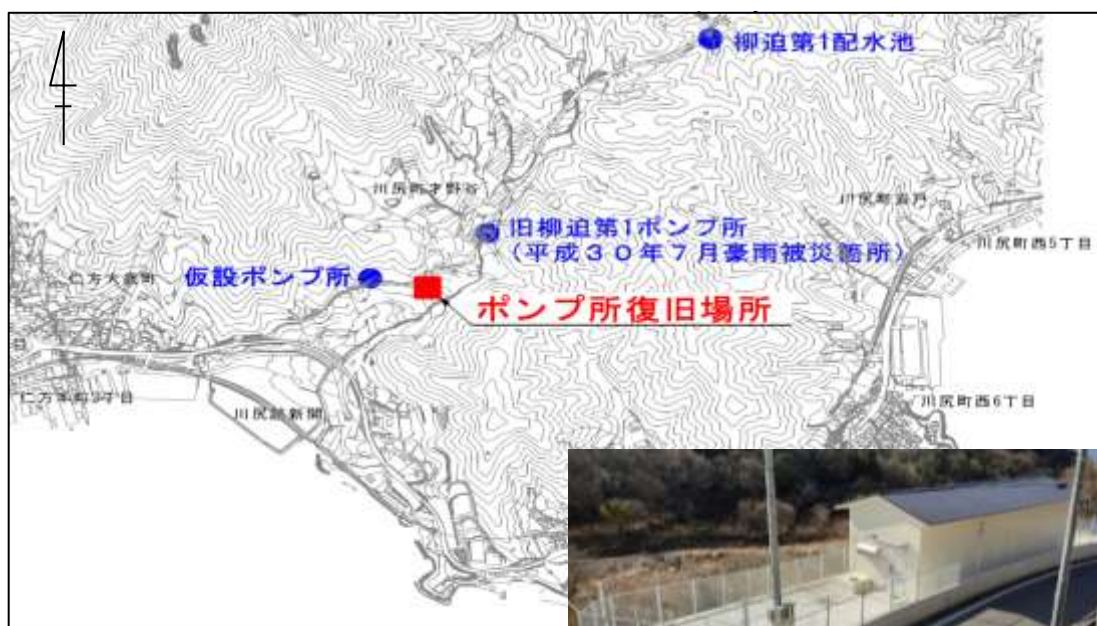 柳迫第1配水池
川尻町才野谷
川尻町岩戸
旧柳迫第1ポンプ所
(平成30年7月豪雨被災箇所)
川尻町西5丁目
仮設ポンプ所
仁方大歳町
ポンプ所復旧場所
仁方本町3丁目
川尻町西6丁目